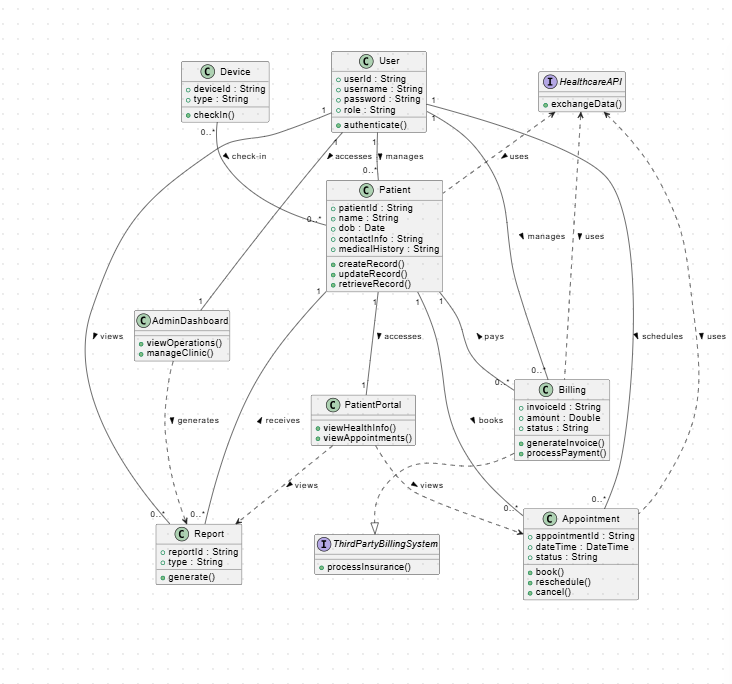 C User
userId : String
username : String
password : String
role : String
authenticate()
C Device
deviceId : String
type : String
checkIn()
I HealthcareAPI
exchangeData()
0..*
1
1
1
1
1
check-in
accesses
manages
uses
0..*
0..*
C Patient
patientId : String
name : String
dob : Date
contactInfo : String
medicalHistory : String
createRecord()
updateRecord()
retrieveRecord()
manages
uses
1
1
1
1
1
C AdminDashboard
viewOperations()
manageClinic()
views
accesses
pays
schedules
uses
0..*
0..*
1
C Billing
invoiceId : String
amount : Double
status : String
generateInvoice()
processPayment()
C PatientPortal
viewHealthInfo()
viewAppointments()
generates
receives
books
views
views
0..*
0..*
0..*
0..*
C Report
reportId : String
type : String
generate()
I ThirdPartyBillingSystem
processInsurance()
C Appointment
appointmentId : String
dateTime : DateTime
status : String
book()
reschedule()
cancel()